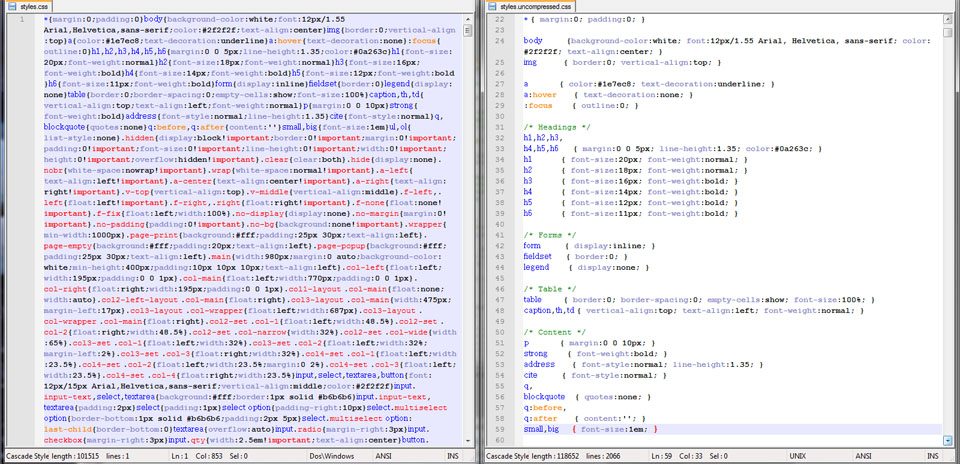 styles.css
1 *{margin:0;padding:0}body{background-color:white;font:12px/1.55
Arial,Helvetica,sans-serif;color:#2f2f2f;text-align:center}img{border:0;vertical-align
:top}a{color:#1e7ec8;text-decoration:underline}a:hover{text-decoration:none}:focus{
outline:0}h1,h2,h3,h4,h5,h6{margin:0 0 5px;line-height:1.35;color:#0a263c}h1{font-size:
20px;font-weight:normal}h2{font-size:18px;font-weight:normal}h3{font-size:16px;
font-weight:bold}h4{font-size:14px;font-weight:bold}h5{font-size:12px;font-weight:bold
}h6{font-size:11px;font-weight:bold}form{display:inline}fieldset{border:0}legend{display
:none}table{border:0;border-spacing:0;empty-cells:show;font-size:100%}caption,th,td{
vertical-align:top;text-align:left;font-weight:normal}p{margin:0 0 10px}strong{
font-weight:bold}address{font-style:normal;line-height:1.35}cite{font-style:normal}q,
blockquote{quotes:none}q:before,q:after{content:''}small,big{font-size:1em}ul,ol{
list-style:none}.hidden{display:block!important;border:0!important;margin:0!important;
padding:0!important;font-size:0!important;line-height:0!important;width:0!important;
height:0!important;overflow:hidden!important}.clear{clear:both}.hide{display:none}.
nobr{white-space:nowrap!important}.wrap{white-space:normal!important}.a-left{
text-align:left!important}.a-center{text-align:center!important}.a-right{text-align:
right!important}.v-top{vertical-align:top}.v-middle{vertical-align:middle}.f-left,.
left{float:left!important}.f-right,.right{float:right!important}.f-none{float:none!
important}.f-fix{float:left;width:100%}.no-display{display:none}.no-margin{margin:0!
important}.no-padding{padding:0!important}.no-bg{background:none!important}.wrapper{
min-width:1000px}.page-print{background:#fff;padding:25px 30px;text-align:left}.
page-empty{background:#fff;padding:20px;text-align:left}.page-popup{background:#fff;
padding:25px 30px;text-align:left}.main{width:980px;margin:0 auto;background-color:
white;min-height:400px;padding:10px 10px 10px;text-align:left}.col-left{float:left;
width:195px;padding:0 0 1px}.col-main{float:left;width:770px;padding:0 0 1px}.
col-right{float:right;width:195px;padding:0 0 1px}.col1-layout .col-main{float:none;
width:auto}.col2-left-layout .col-main{float:right}.col3-layout .col-main{width:475px;
margin-left:17px}.col3-layout .col-wrapper{float:left;width:687px}.col3-layout .
col-wrapper .col-main{float:right}.col2-set .col-1{float:left;width:48.5%}.col2-set .
col-2{float:right;width:48.5%}.col2-set .col-narrow{width:32%}.col2-set .col-wide{width
:65%}.col3-set .col-1{float:left;width:32%}.col3-set .col-2{float:left;width:32%;
margin-left:2%}.col3-set .col-3{float:right;width:32%}.col4-set .col-1{float:left;width
:23.5%}.col4-set .col-2{float:left;width:23.5%;margin:0 2%}.col4-set .col-3{float:left;
width:23.5%}.col4-set .col-4{float:right;width:23.5%}input,select,textarea,button{font:
12px/15px Arial,Helvetica,sans-serif;vertical-align:middle;color:#2f2f2f}input.
input-text,select,textarea{background:#fff;border:1px solid #b6b6b6}input.input-text,
textarea{padding:2px}select{padding:1px}select option{padding-right:10px}select.multiselect
option{border-bottom:1px solid #b6b6b6;padding:2px 5px}select.multiselect option:
last-child{border-bottom:0}textarea{overflow:auto}input.radio{margin-right:3px}input.
checkbox{margin-right:3px}input.qty{width:2.5em!important;text-align:center}button.
Cascade Style length : 101515 lines : 1 Ln : 1 Col : 853 Sel : 0 Dos\Windows ANSI INS
styles.uncompressed.css
22 * { margin: 0; padding: 0; }
23
24 body {background-color: white; font: 12px/1.55 Arial, Helvetica, sans-serif; color:
#2f2f2f; text-align: center; }
25 img { border: 0; vertical-align: top; }
26
27 a { color: #1e7ec8; text-decoration: underline; }
28 a:hover { text-decoration: none; }
29 :focus { outline: 0; }
30
31 /* Headings */
32 h1,h2,h3,
33 h4,h5,h6 { margin: 0 0 5px; line-height: 1.35; color: #0a263c; }
34 h1 { font-size: 20px; font-weight: normal; }
35 h2 { font-size: 18px; font-weight: normal; }
36 h3 { font-size: 16px; font-weight: bold; }
37 h4 { font-size: 14px; font-weight: bold; }
38 h5 { font-size: 12px; font-weight: bold; }
39 h6 { font-size: 11px; font-weight: bold; }
40
41 /* Forms */
42 form { display: inline; }
43 fieldset { border: 0; }
44 legend { display: none; }
45
46 /* Table */
47 table { border: 0; border-spacing: 0; empty-cells: show; font-size: 100%; }
48 caption,th,td { vertical-align: top; text-align: left; font-weight: normal; }
49
50 /* Content */
51 p { margin: 0 0 10px; }
52 strong { font-weight: bold; }
53 address { font-style: normal; line-height: 1.35; }
54 cite { font-style: normal; }
55 q,
56 blockquote { quotes: none; }
57 q:before,
58 q:after { content: ''; }
59 small,big { font-size: 1em; }
60
Cascade Style length : 118652 lines : 2066 Ln : 59 Col : 33 Sel : 0 UNIX ANSI INS